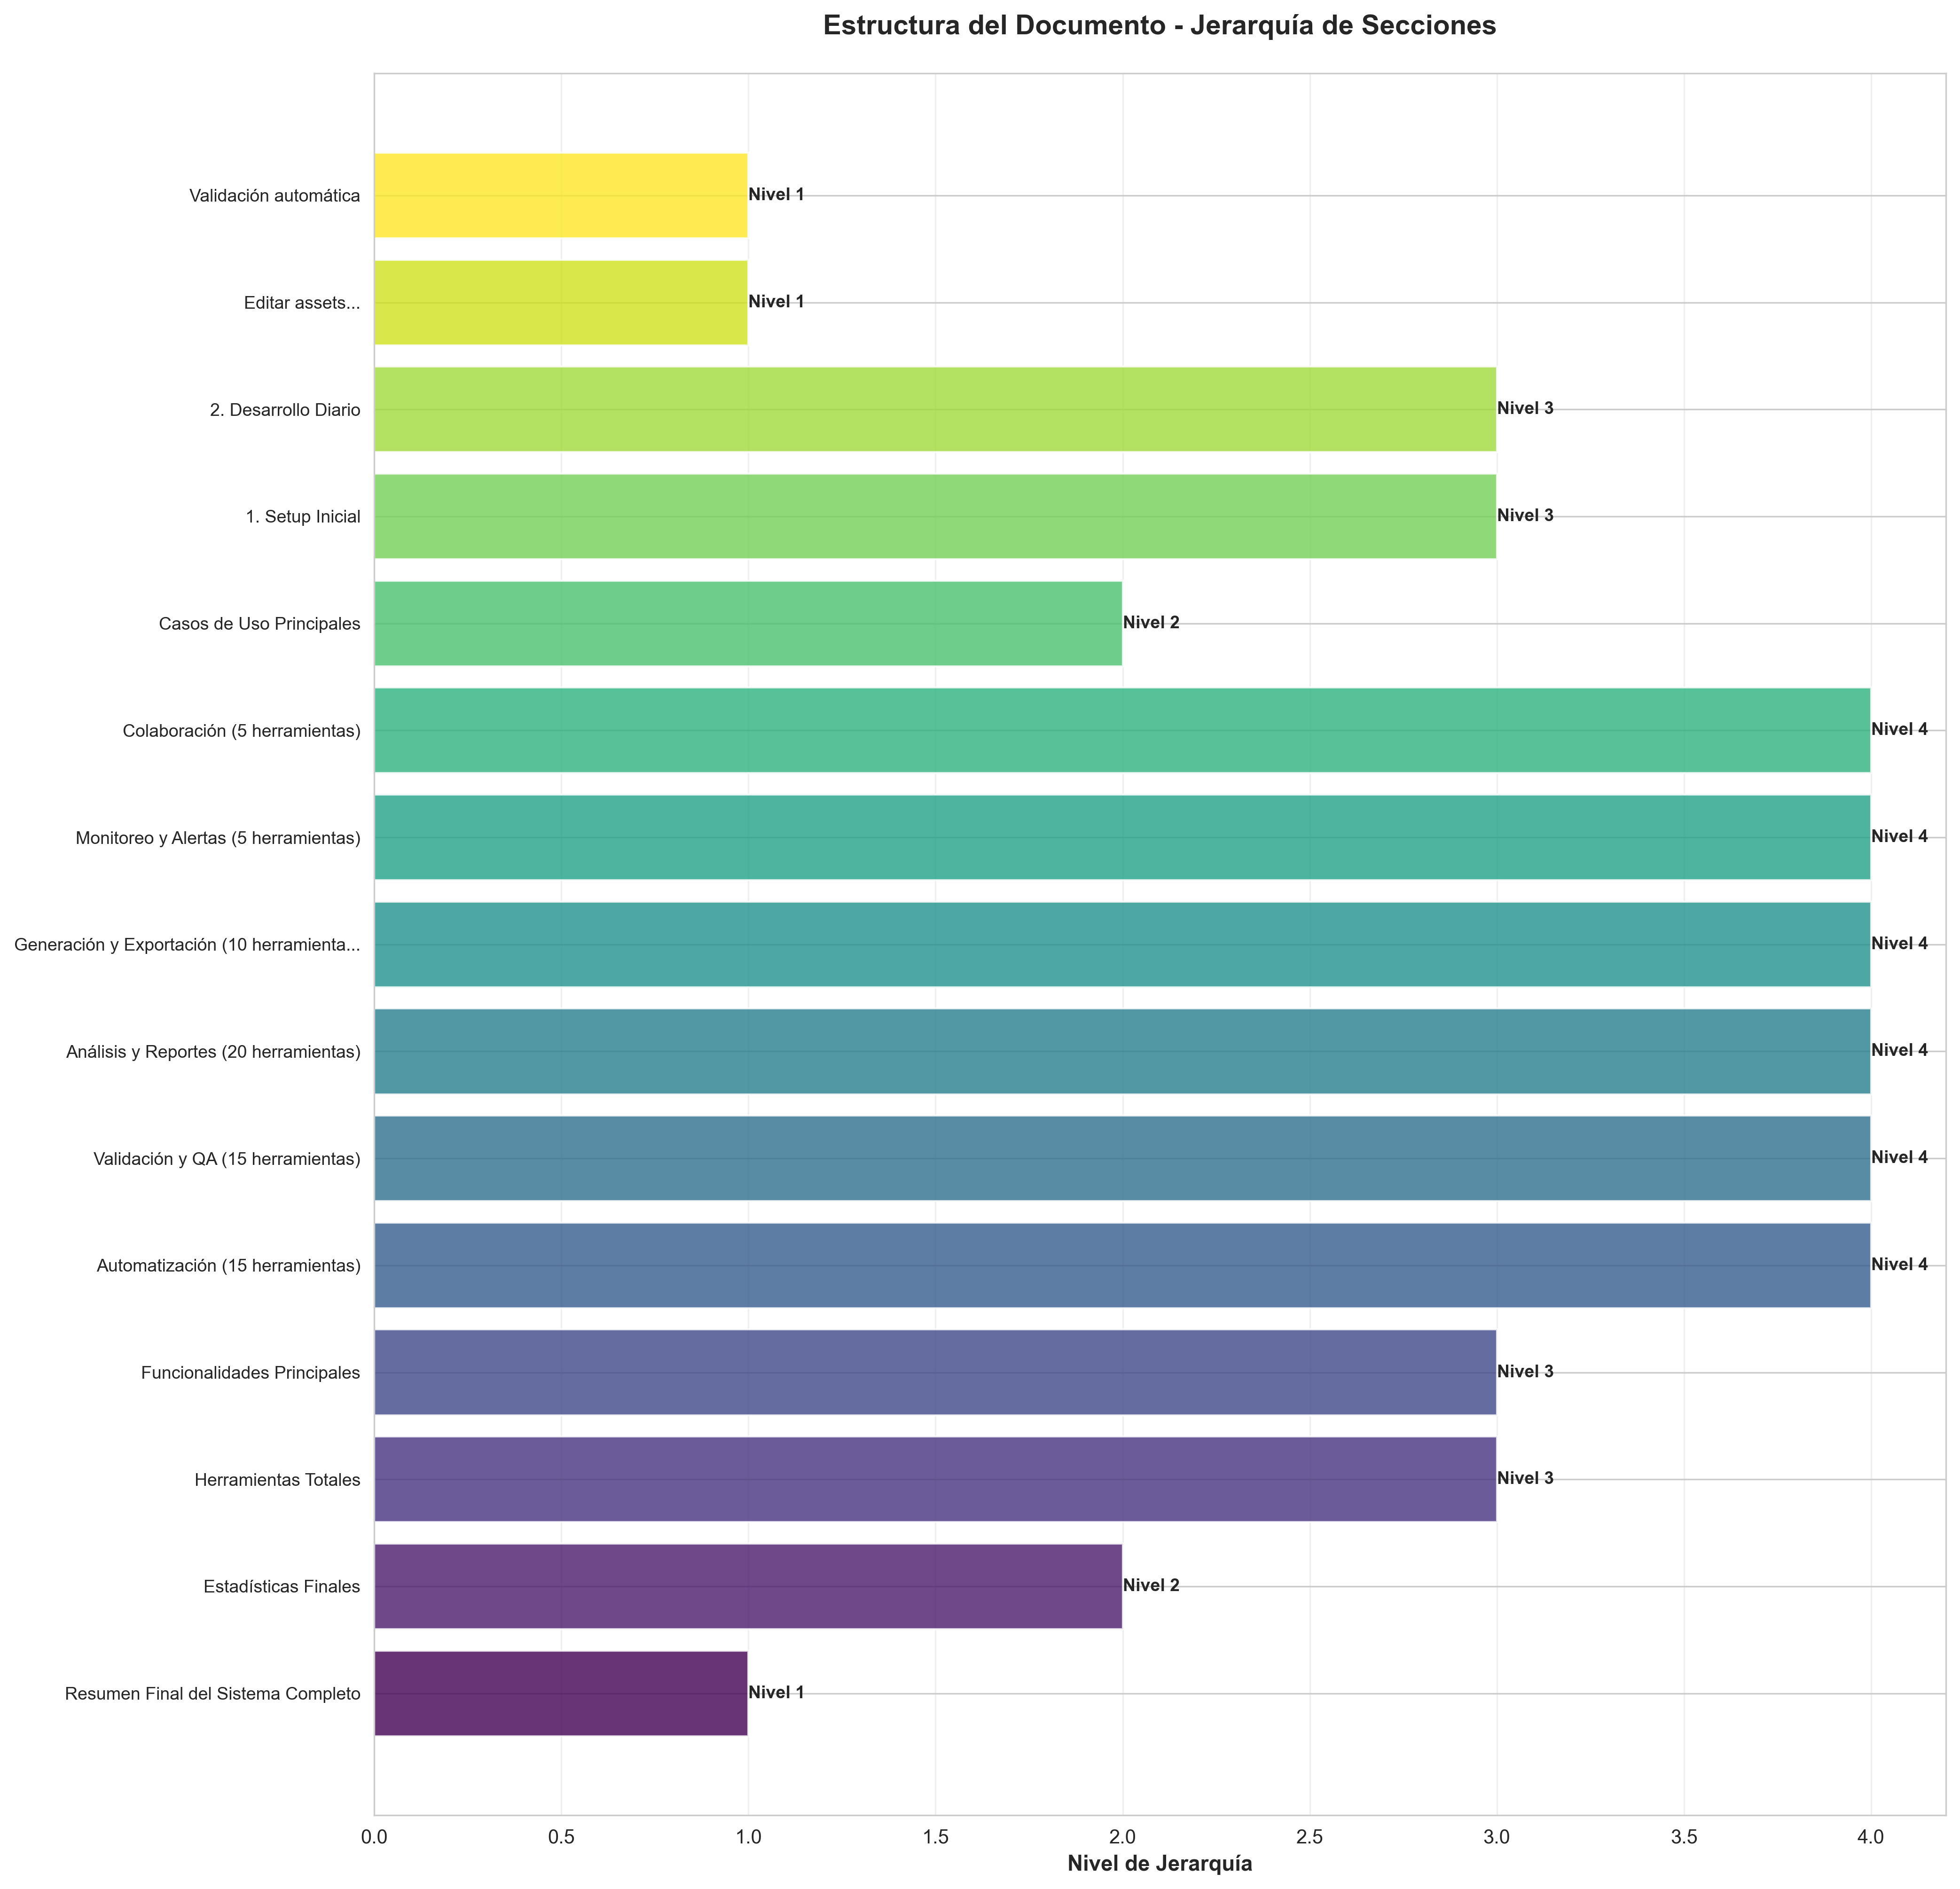 Estructura del Documento - Jerarquía de Secciones
Validación automática
Nivel 1
Editar assets...
Nivel 1
2. Desarrollo Diario
Nivel 3
1. Setup Inicial
Nivel 3
Casos de Uso Principales
Nivel 2
Colaboración (5 herramientas)
Nivel 4
Monitoreo y Alertas (5 herramientas)
Nivel 4
Generación y Exportación (10 herramienta...
Nivel 4
Análisis y Reportes (20 herramientas)
Nivel 4
Validación y QA (15 herramientas)
Nivel 4
Automatización (15 herramientas)
Nivel 4
Funcionalidades Principales
Nivel 3
Herramientas Totales
Nivel 3
Estadísticas Finales
Nivel 2
Resumen Final del Sistema Completo
Nivel 1
0.0 0.5 1.0 1.5 2.0 2.5 3.0 3.5 4.0
Nivel de Jerarquía